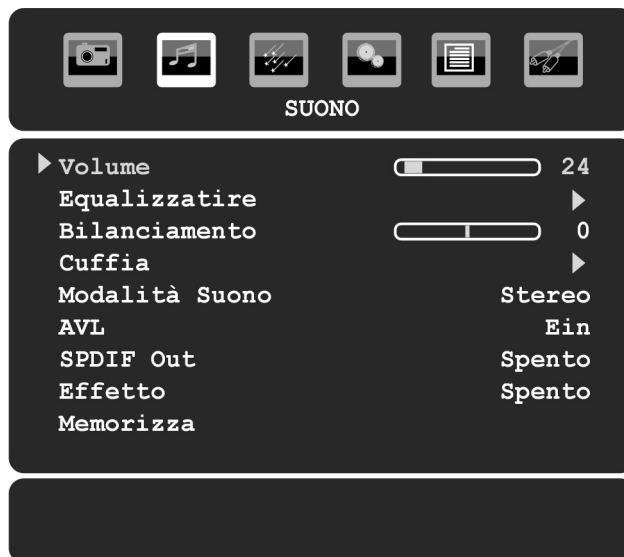 SUONO
Volume 24
Equalizzatire
Bilanciamento 0
Cuffia
Modalità Suono Stereo
AVL Ein
SPDIF Out Spento
Effetto Spento
Memorizza